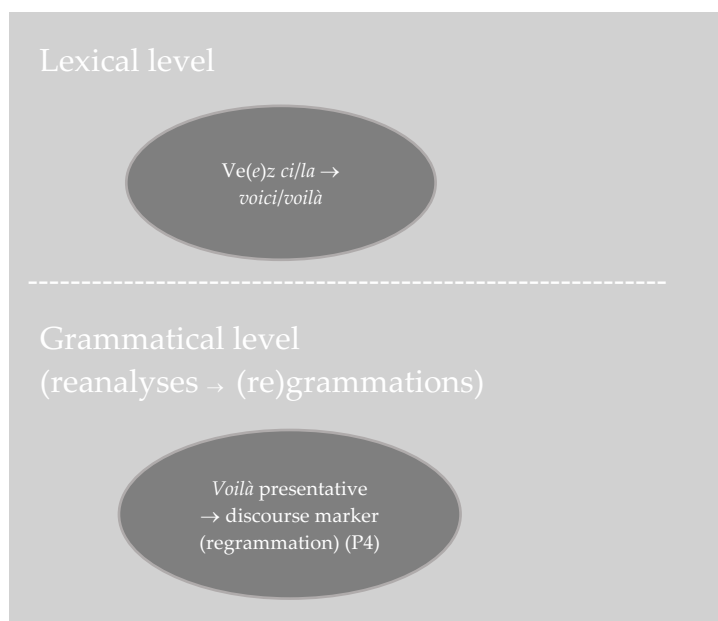 Lexical level
Ve(e)z ci/la →
voici/voilà
Grammatical level
(reanalyses → (re)grammations)
Voilà presentative
→ discourse marker
(regrammation) (P4)